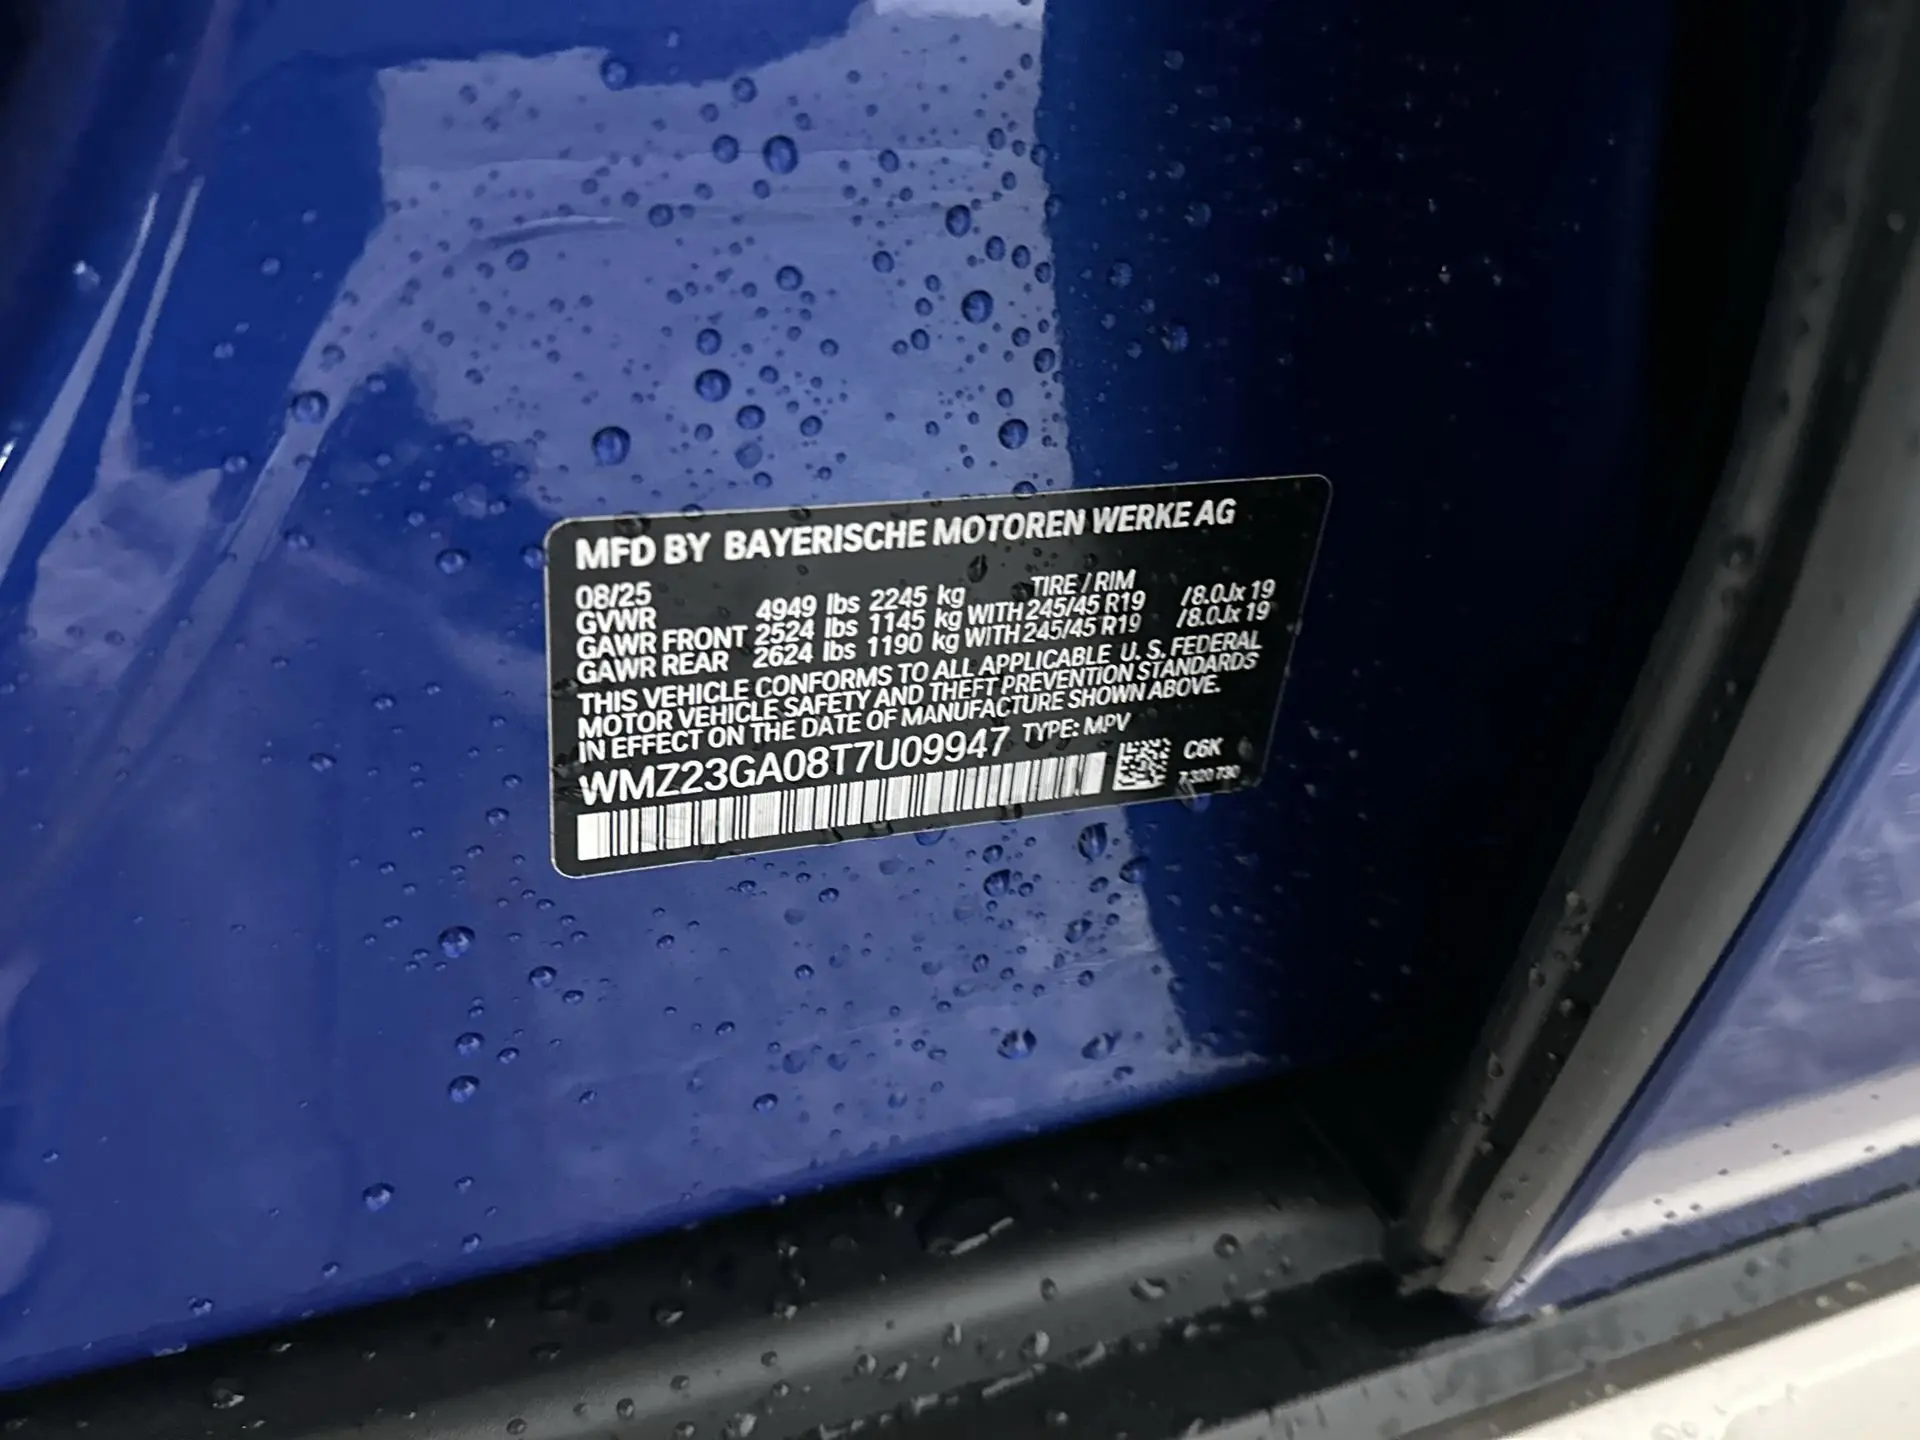 MFD BY BAYERISCHE MOTOREN WERKE AG
08/25 TIRE / RIM
GVWR 4949 lbs 2245 kg
GAWR FRONT 2524 lbs 1145 kg WITH 245/45 R19 /8.0Jx 19
GAWR REAR 2624 lbs 1190 kg WITH 245/45 R19 /8.0Jx 19
THIS VEHICLE CONFORMS TO ALL APPLICABLE U. S. FEDERAL
MOTOR VEHICLE SAFETY AND THEFT PREVENTION STANDARDS
IN EFFECT ON THE DATE OF MANUFACTURE SHOWN ABOVE.
WMZ23GA08T7U09947 TYPE: MPV
C6K
7 320 730